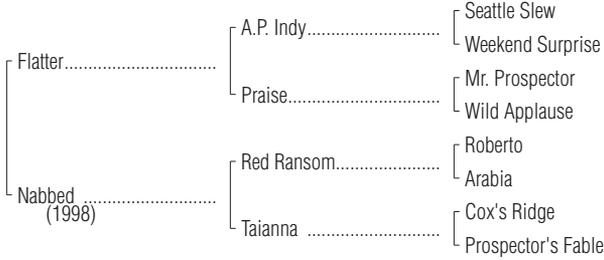 Seattle Slew
A.P. Indy..............................
Weekend Surprise
Flatter..................................
Mr. Prospector
Praise..................................
Wild Applause
Roberto
Red Ransom.......................
Arabia
Nabbed ..............................
(1998)
Cox's Ridge
Taianna ..............................
Prospector's Fable